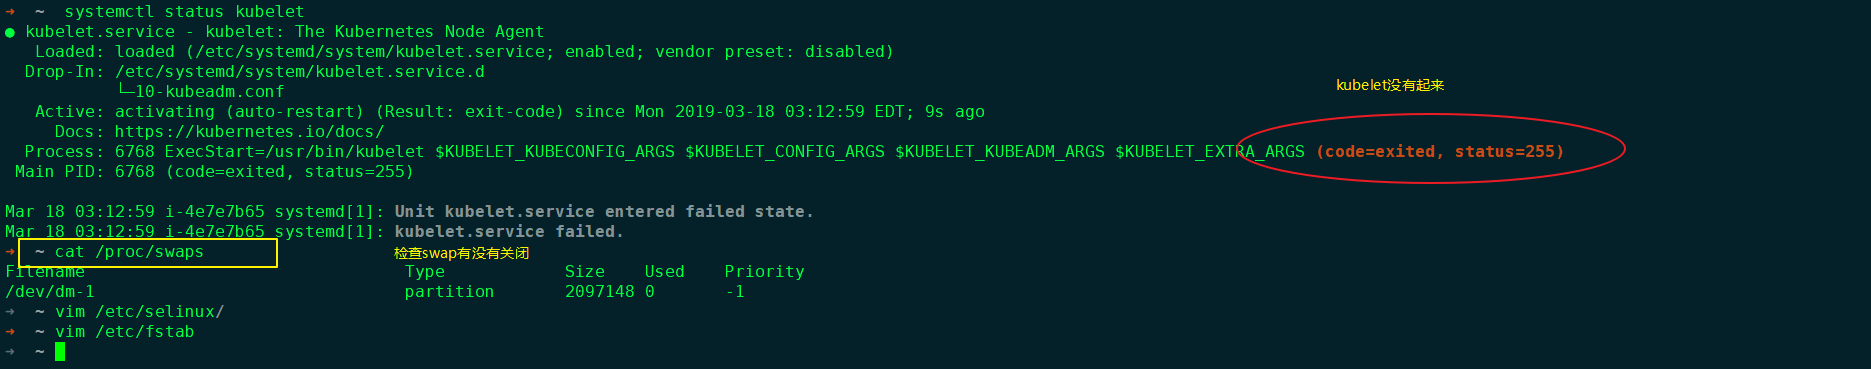 ➜  ~  systemctl status kubelet
● kubelet.service - kubelet: The Kubernetes Node Agent
Loaded: loaded (/etc/systemd/system/kubelet.service; enabled; vendor preset: disabled)
Drop-In: /etc/systemd/system/kubelet.service.d
└─10-kubeadm.conf
kubelet没有起来
Active: activating (auto-restart) (Result: exit-code) since Mon 2019-03-18 03:12:59 EDT; 9s ago
Docs: https://kubernetes.io/docs/
Process: 6768 ExecStart=/usr/bin/kubelet $KUBELET_KUBECONFIG_ARGS $KUBELET_CONFIG_ARGS $KUBELET_KUBEADM_ARGS $KUBELET_EXTRA_ARGS (code=exited, status=255)
Main PID: 6768 (code=exited, status=255)
Mar 18 03:12:59 i-4e7e7b65 systemd[1]: Unit kubelet.service entered failed state.
Mar 18 03:12:59 i-4e7e7b65 systemd[1]: kubelet.service failed.
➜  ~ cat /proc/swaps 检查swap有没有关闭
Filename Type Size Used Priority
/dev/dm-1 partition 2097148 0 -1
➜  ~ vim /etc/selinux/
➜  ~ vim /etc/fstab
➜  ~